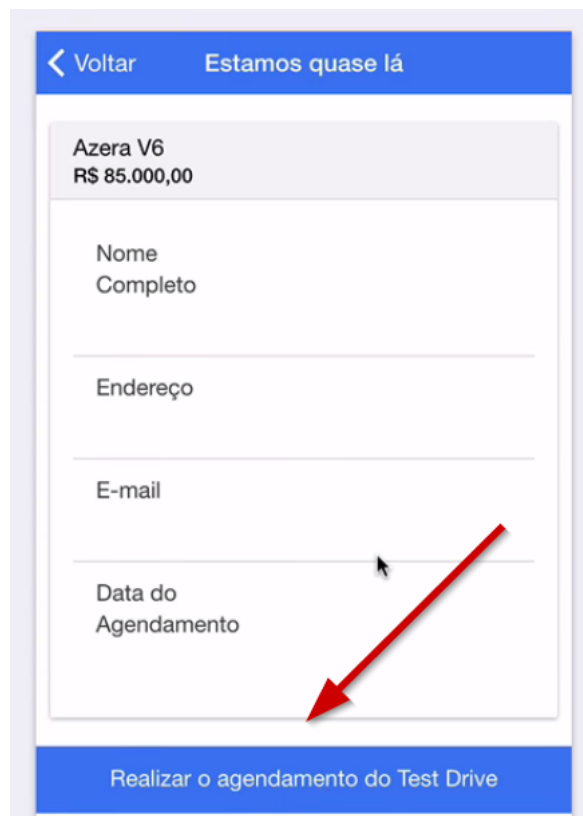 Voltar Estamos quase lá
Azera V6
R$ 85.000,00
Nome
Completo
Endereço
E-mail
Data do
Agendamento
Realizar o agendamento do Test Drive